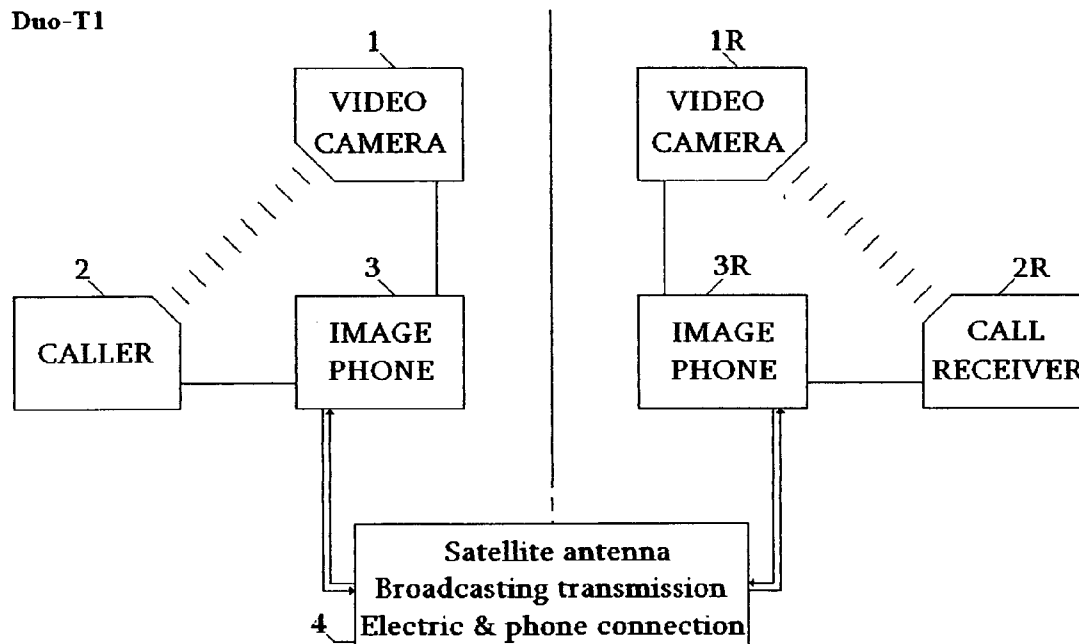 Duo-T1
1
1R
VIDEO
CAMERA
VIDEO
CAMERA
2
3
3R
2R
CALLER
IMAGE
PHONE
IMAGE
PHONE
CALL
RECEIVER
Satellite antenna
Broadcasting transmission
4
Electric & phone connection